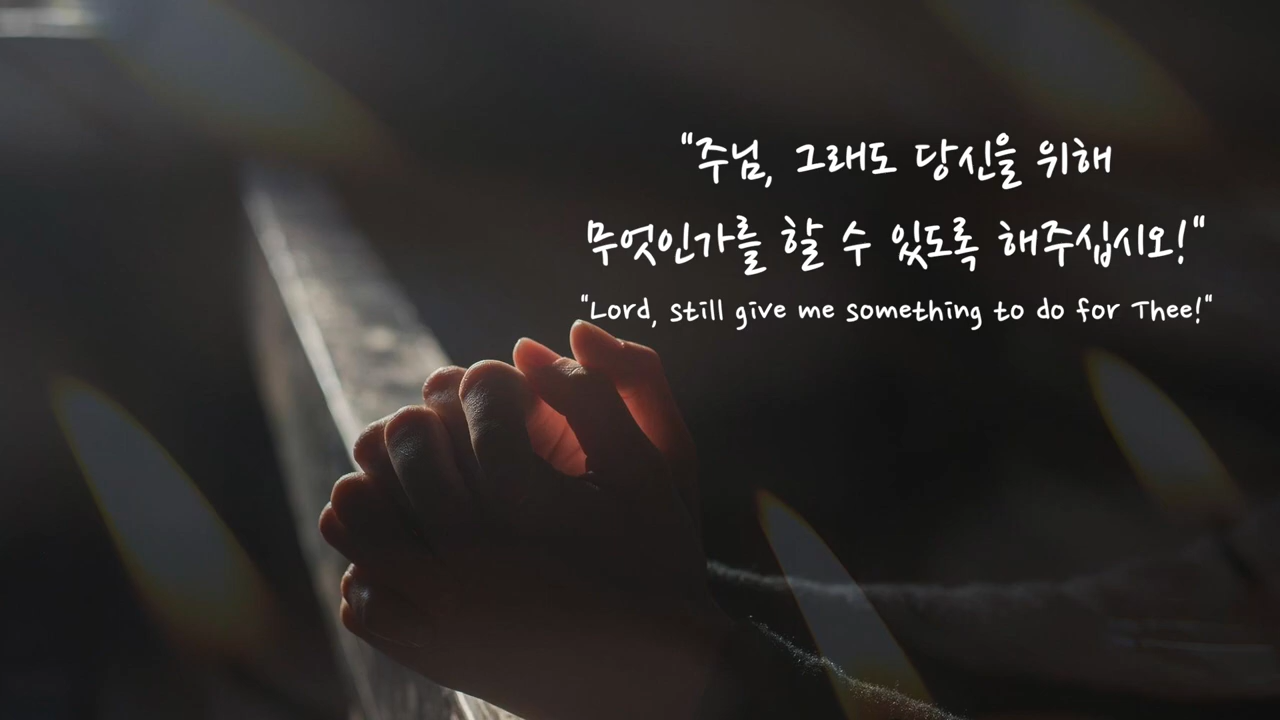 "주님, 그래도 당신을 위해
무엇인가를 할 수 있도록 해주십시오!"
"Lord, still give me something to do for Thee!"